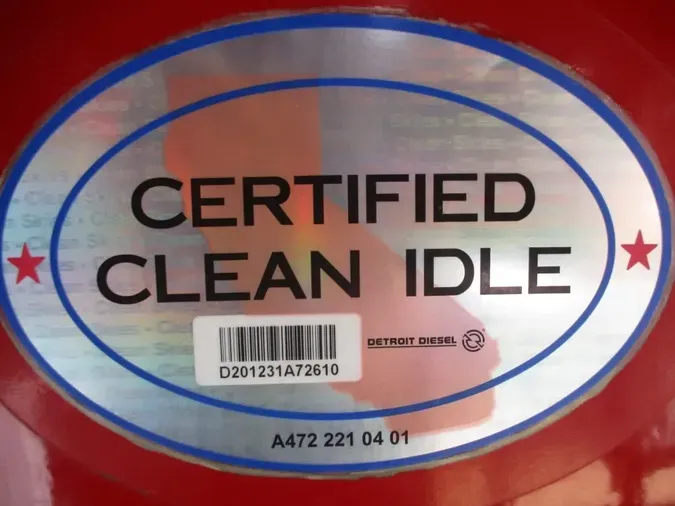 CERTIFIED
CLEAN IDLE
D201231A72610
DETROIT DIESEL
A472 221 04 01